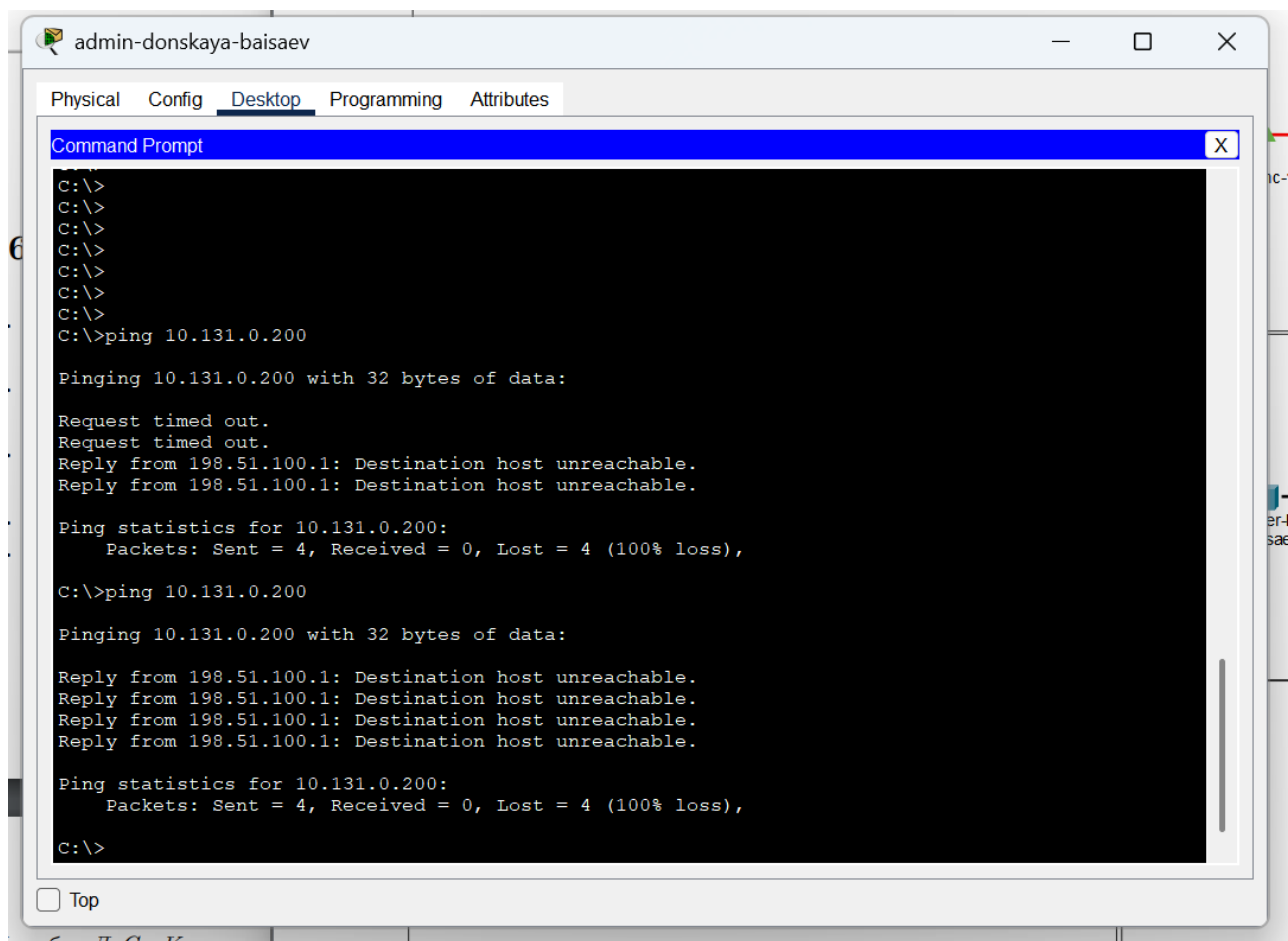 admin-donskaya-baisaev
Physical Config Desktop Programming Attributes
Command Prompt
X
C:\>
C:\>
C:\>
C:\>
C:\>
C:\>
C:\>
C:\>ping 10.131.0.200
Pinging 10.131.0.200 with 32 bytes of data:
Request timed out.
Request timed out.
Reply from 198.51.100.1: Destination host unreachable.
Reply from 198.51.100.1: Destination host unreachable.
Ping statistics for 10.131.0.200:
Packets: Sent = 4, Received = 0, Lost = 4 (100% loss),
C:\>ping 10.131.0.200
Pinging 10.131.0.200 with 32 bytes of data:
Reply from 198.51.100.1: Destination host unreachable.
Reply from 198.51.100.1: Destination host unreachable.
Reply from 198.51.100.1: Destination host unreachable.
Reply from 198.51.100.1: Destination host unreachable.
Ping statistics for 10.131.0.200:
Packets: Sent = 4, Received = 0, Lost = 4 (100% loss),
C:\>
Top